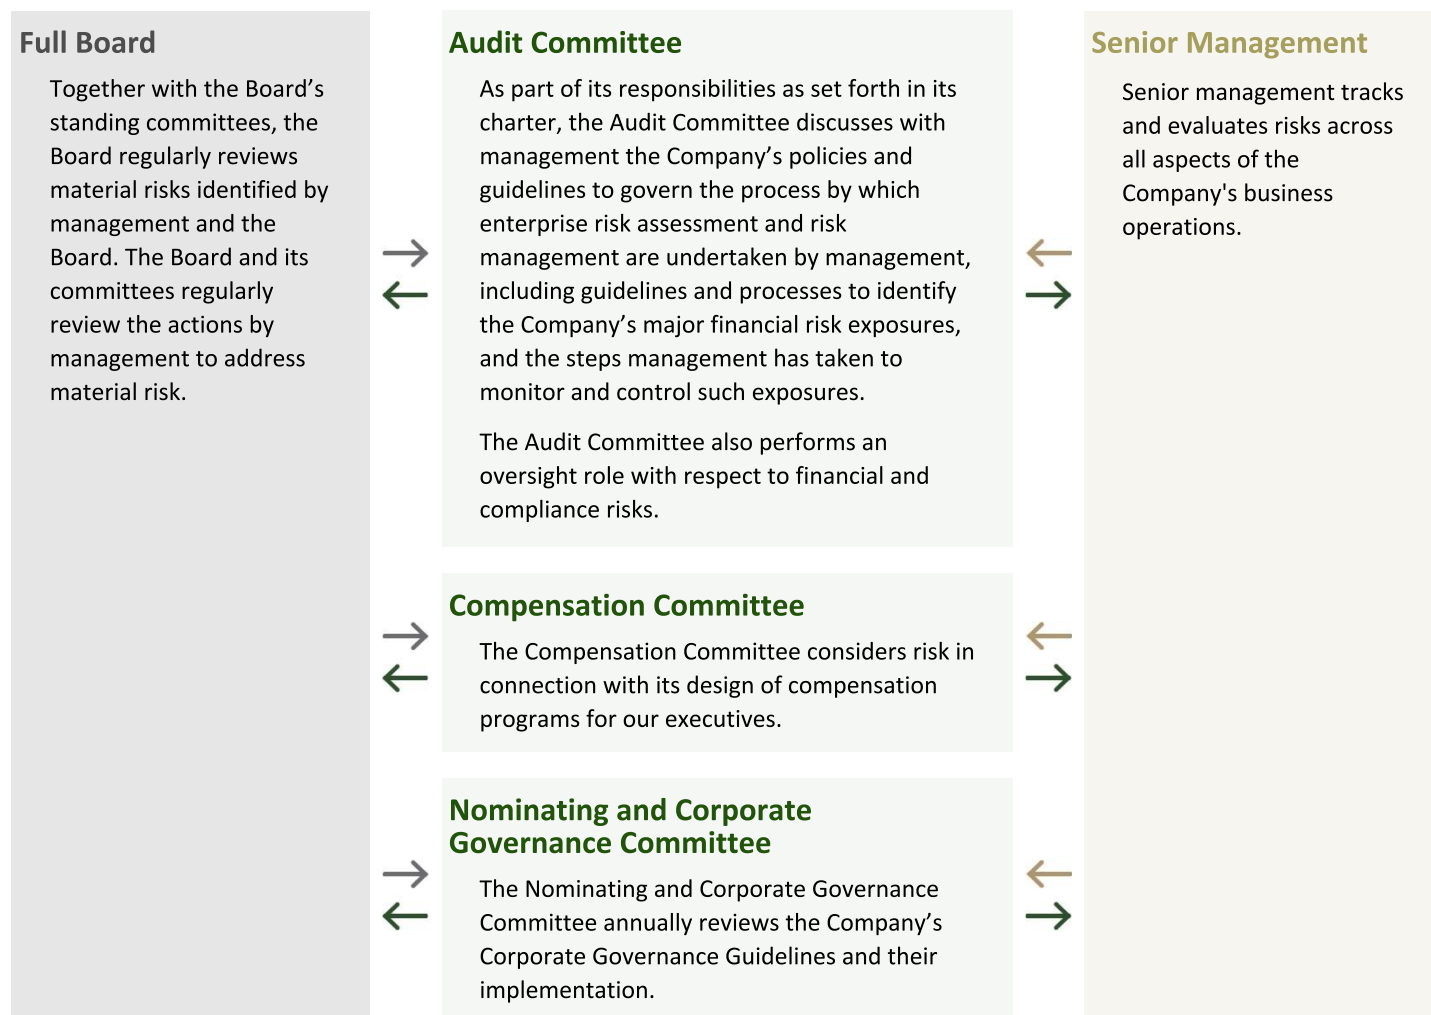 Full Board
Together with the Board’s
standing committees, the
Board regularly reviews
material risks identified by
management and the
Board. The Board and its
committees regularly
review the actions by
management to address
material risk.
Audit Committee
As part of its responsibilities as set forth in its
charter, the Audit Committee discusses with
management the Company’s policies and
guidelines to govern the process by which
enterprise risk assessment and risk
management are undertaken by management,
including guidelines and processes to identify
the Company’s major financial risk exposures,
and the steps management has taken to
monitor and control such exposures.
The Audit Committee also performs an
oversight role with respect to financial and
compliance risks.
Compensation Committee
The Compensation Committee considers risk in
connection with its design of compensation
programs for our executives.
Nominating and Corporate
Governance Committee
The Nominating and Corporate Governance
Committee annually reviews the Company’s
Corporate Governance Guidelines and their
implementation.
Senior Management
Senior management tracks
and evaluates risks across
all aspects of the
Company's business
operations.